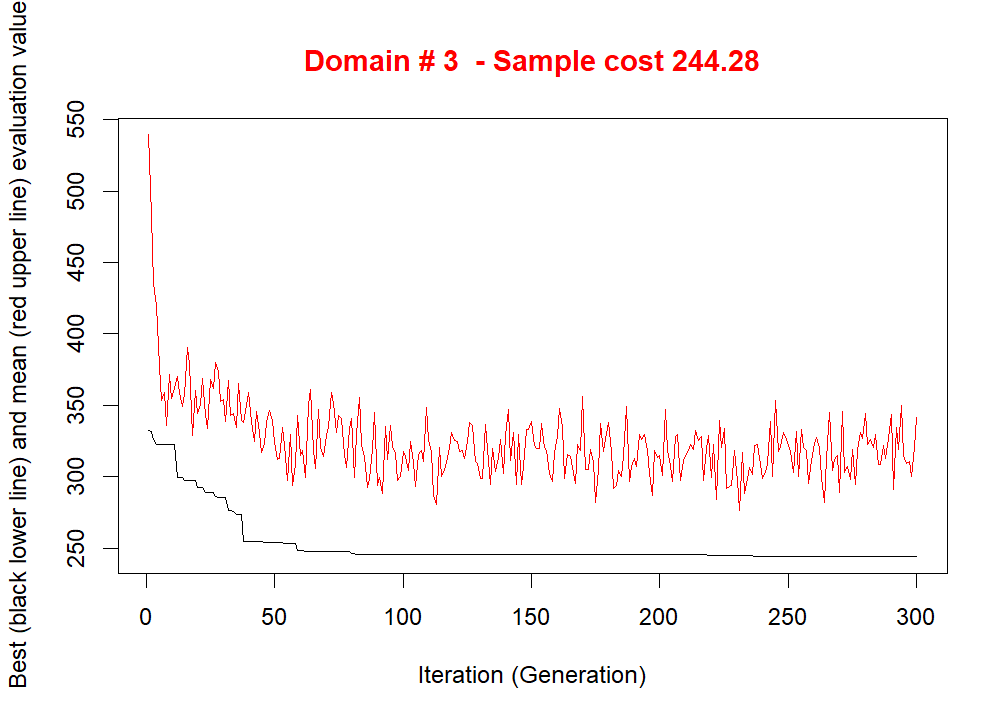 Domain # 3  - Sample cost 244.28
Best (black lower line) and mean (red upper line) evaluation value
550
500
450
400
350
300
250
0 50 100 150 200 250 300
Iteration (Generation)